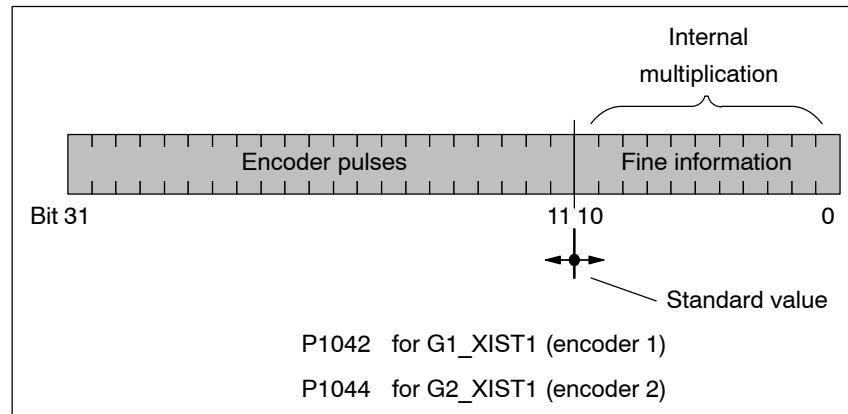 Internal
multiplication
Encoder pulses
Fine information
Bit 31
11 10
0
Standard value
P1042 for G1_XIST1 (encoder 1)
P1044 for G2_XIST1 (encoder 2)